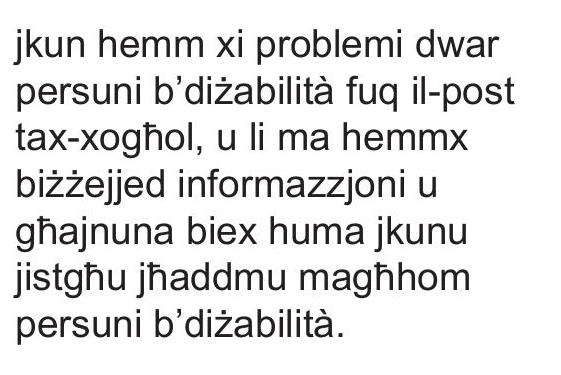 jkun hemm xi problemi dwar
persuni b’diżabilità fuq il-post
tax-xogħol, u li ma hemmx
biżżejjed informazzjoni u
għajnuna biex huma jkunu
jistgħu jħaddmu magħhom
persuni b’diżabilità.